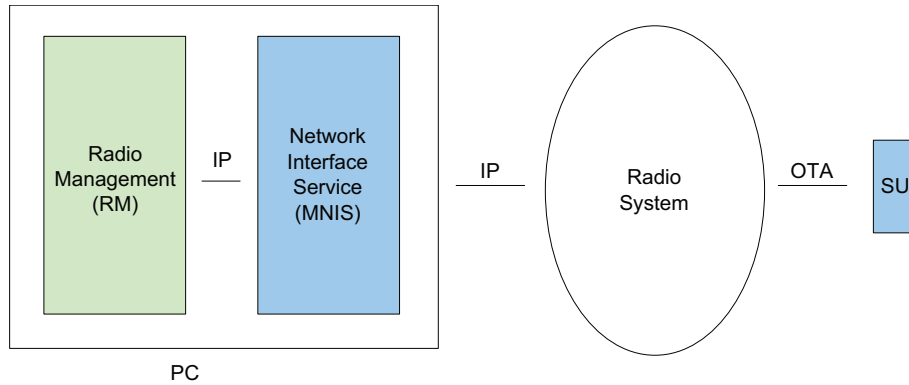 Radio
Management
(RM)
IP
Network
Interface
Service
(MNIS)
IP
Radio
System
OTA
SU
PC